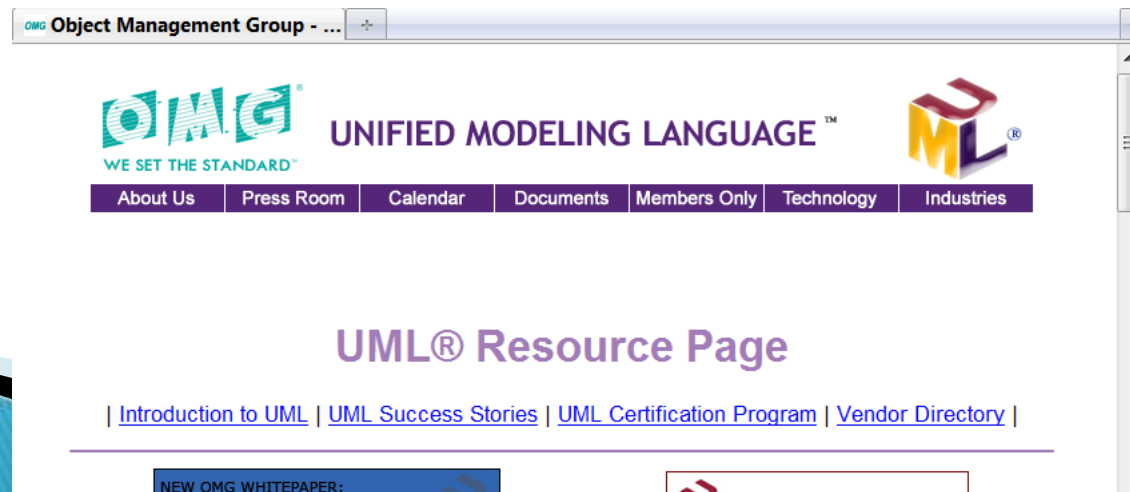 OMG Object Management Group - ...
OMG®
WE SET THE STANDARD™
UNIFIED MODELING LANGUAGE™
UML®
About Us Press Room Calendar Documents Members Only Technology Industries
UML® Resource Page
| Introduction to UML | UML Success Stories | UML Certification Program | Vendor Directory |
NEW OMG WHITEPAPER: